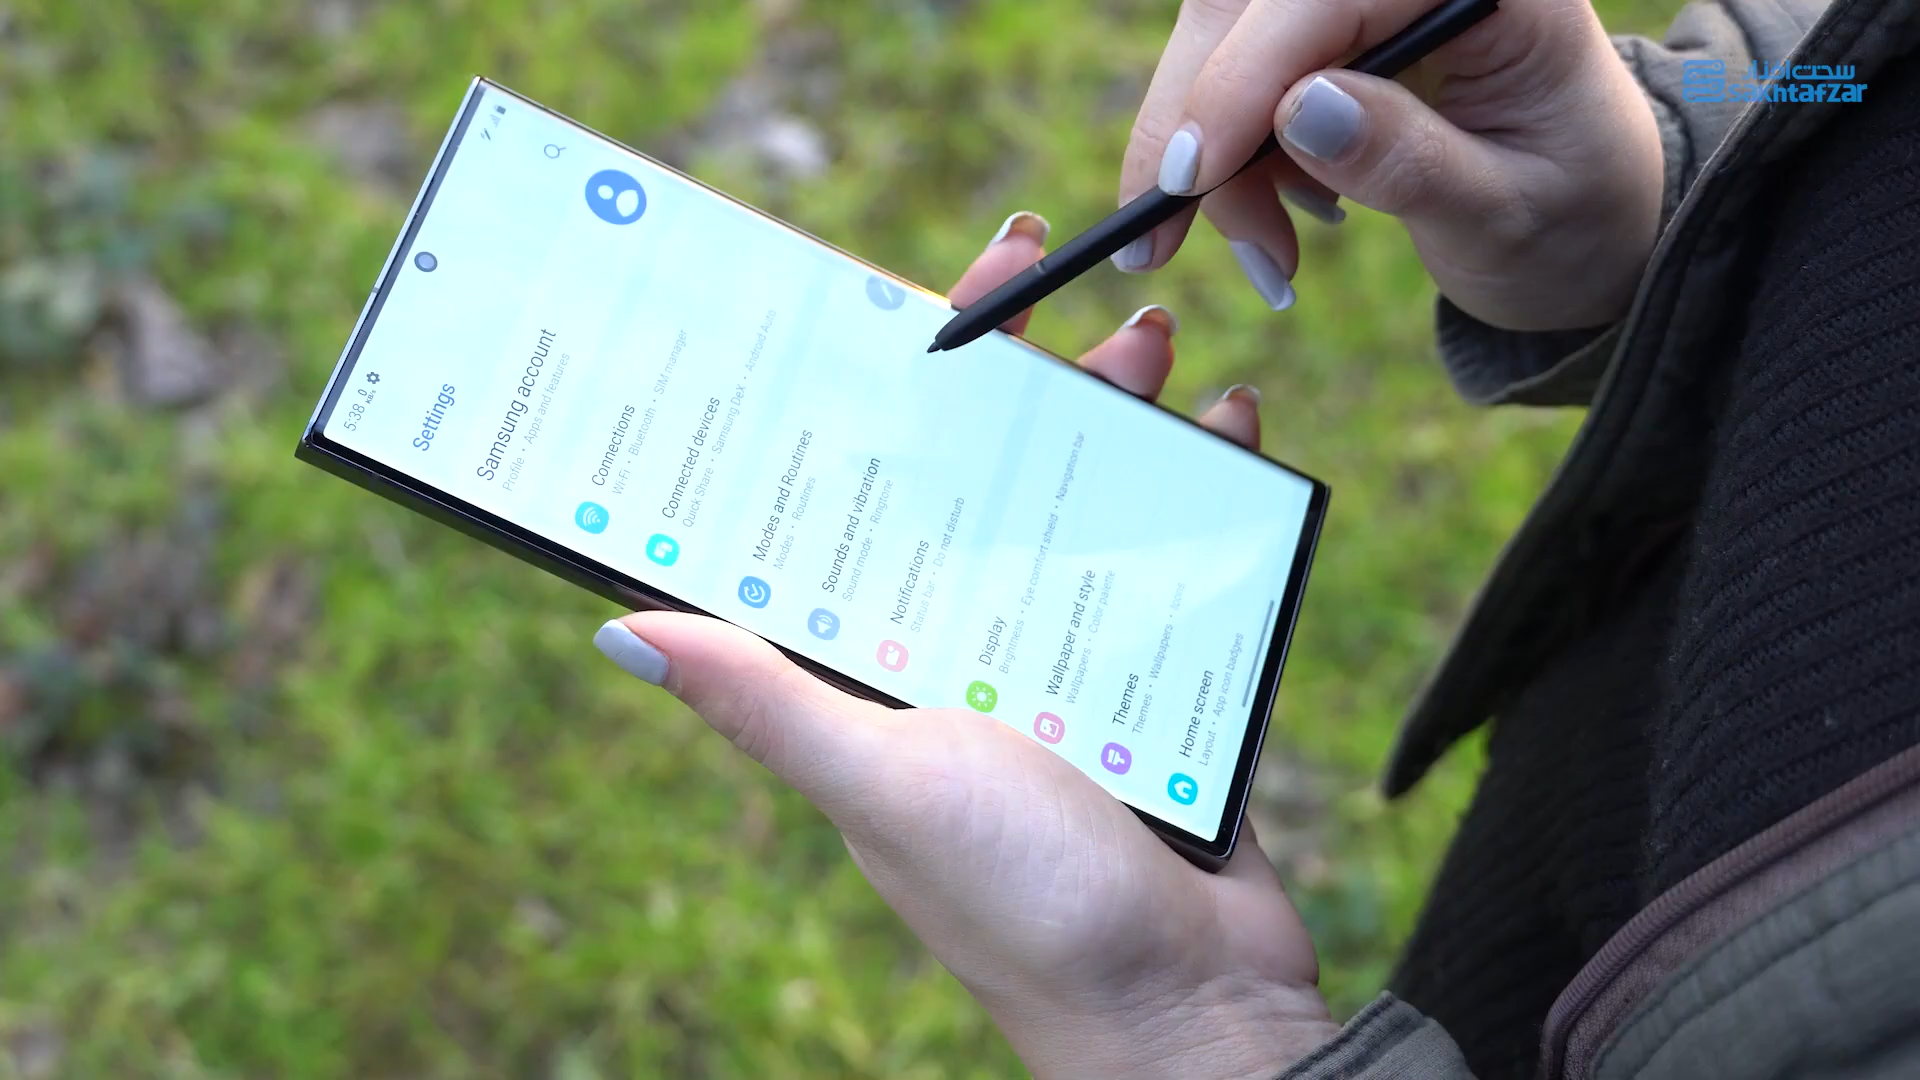 سخت‌افزار
sakhtafzar
5:38
0
KB/s
Settings
Samsung account
Profile • Apps and features
Connections
Wi-Fi • Bluetooth • SIM manager
Connected devices
Quick Share • Samsung DeX • Android Auto
Modes and Routines
Modes • Routines
Sounds and vibration
Sound mode • Ringtone
Notifications
Status bar • Do not disturb
Display
Brightness • Eye comfort shield • Navigation bar
Wallpaper and style
Wallpapers • Color palette
Themes
Themes • Wallpapers • Icons
Home screen
Layout • App icon badges